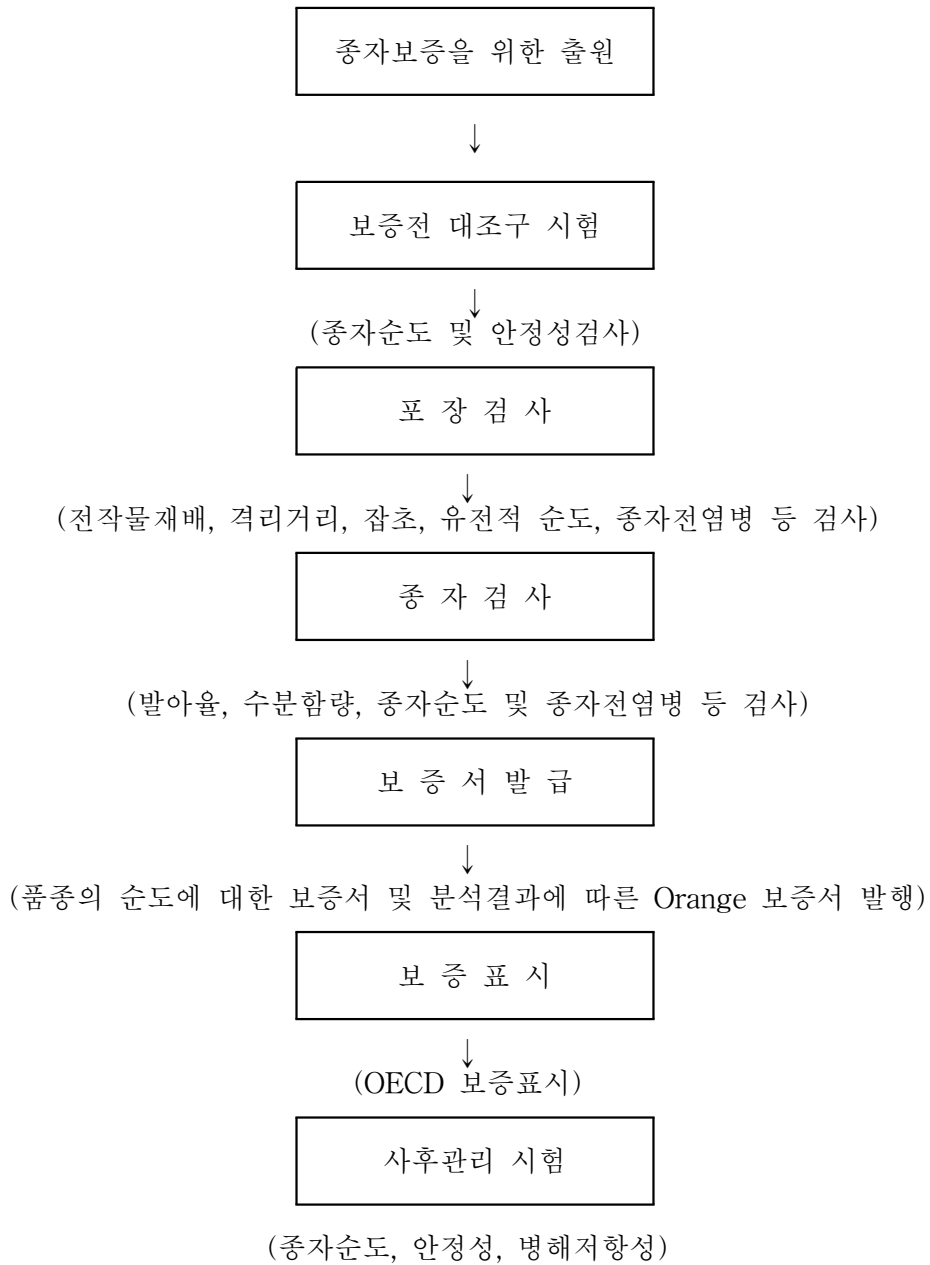 종자보증을 위한 출원
↓
보증전 대조구 시험
↓
(종자순도 및 안정성검사)
포 장 검 사
↓
(전작물재배, 격리거리, 잡초, 유전적 순도, 종자전염병 등 검사)
종 자 검 사
↓
(발아율, 수분함량, 종자순도 및 종자전염병 등 검사)
보 증 서 발 급
↓
(품종의 순도에 대한 보증서 및 분석결과에 따른 Orange 보증서 발행)
보 증 표 시
↓
(OECD 보증표시)
사후관리 시험
(종자순도, 안정성, 병해저항성)